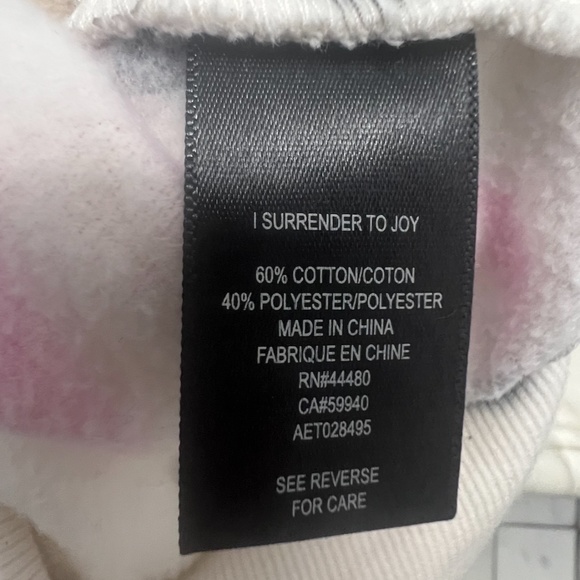 I SURRENDER TO JOY
60% COTTON/COTON
40% POLYESTER/POLYESTER
MADE IN CHINA
FABRIQUE EN CHINE
RN#44480
CA#59940
AET028495
SEE REVERSE
FOR CARE